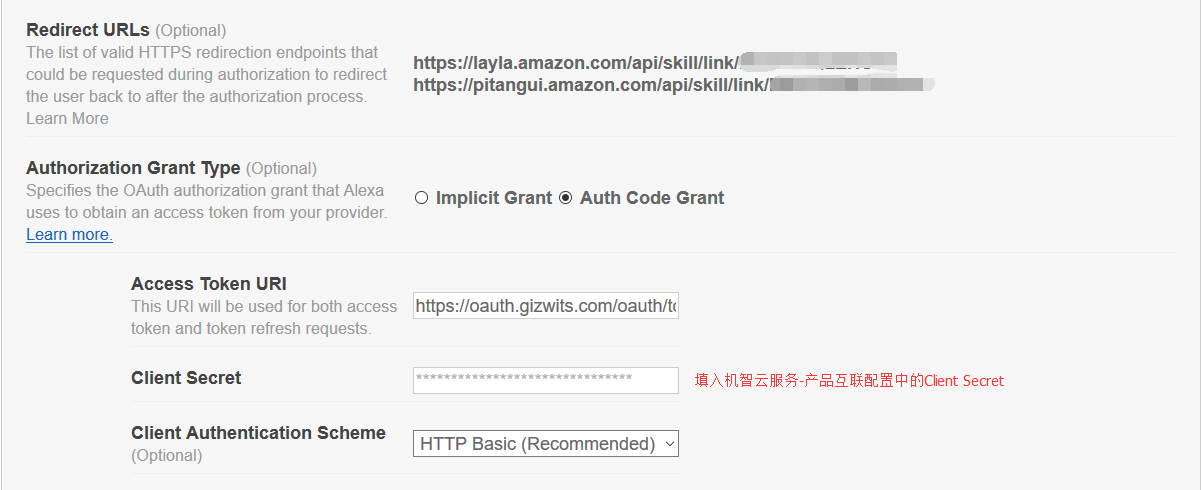 Redirect URLs (Optional)
The list of valid HTTPS redirection endpoints that
could be requested during authorization to redirect
the user back to after the authorization process.
Learn More
https://layla.amazon.com/api/skill/link/
https://pitangui.amazon.com/api/skill/link/
Authorization Grant Type (Optional)
Specifies the OAuth authorization grant that Alexa
uses to obtain an access token from your provider.
Learn more.
Implicit Grant Auth Code Grant
Access Token URI
This URI will be used for both access
token and token refresh requests.
https://oauth.gizwits.com/oauth/to
Client Secret
*******************************
填入机智云服务-产品互联配置中的Client Secret
Client Authentication Scheme
(Optional)
HTTP Basic (Recommended)